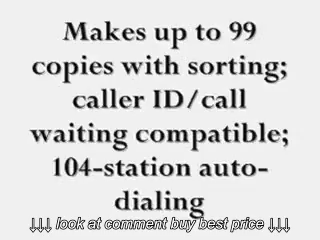 Makes up to 99
copies with sorting;
caller ID/call
waiting compatible;
104-station auto-
dialing
↓↓↓ look at comment buy best price ↓↓↓